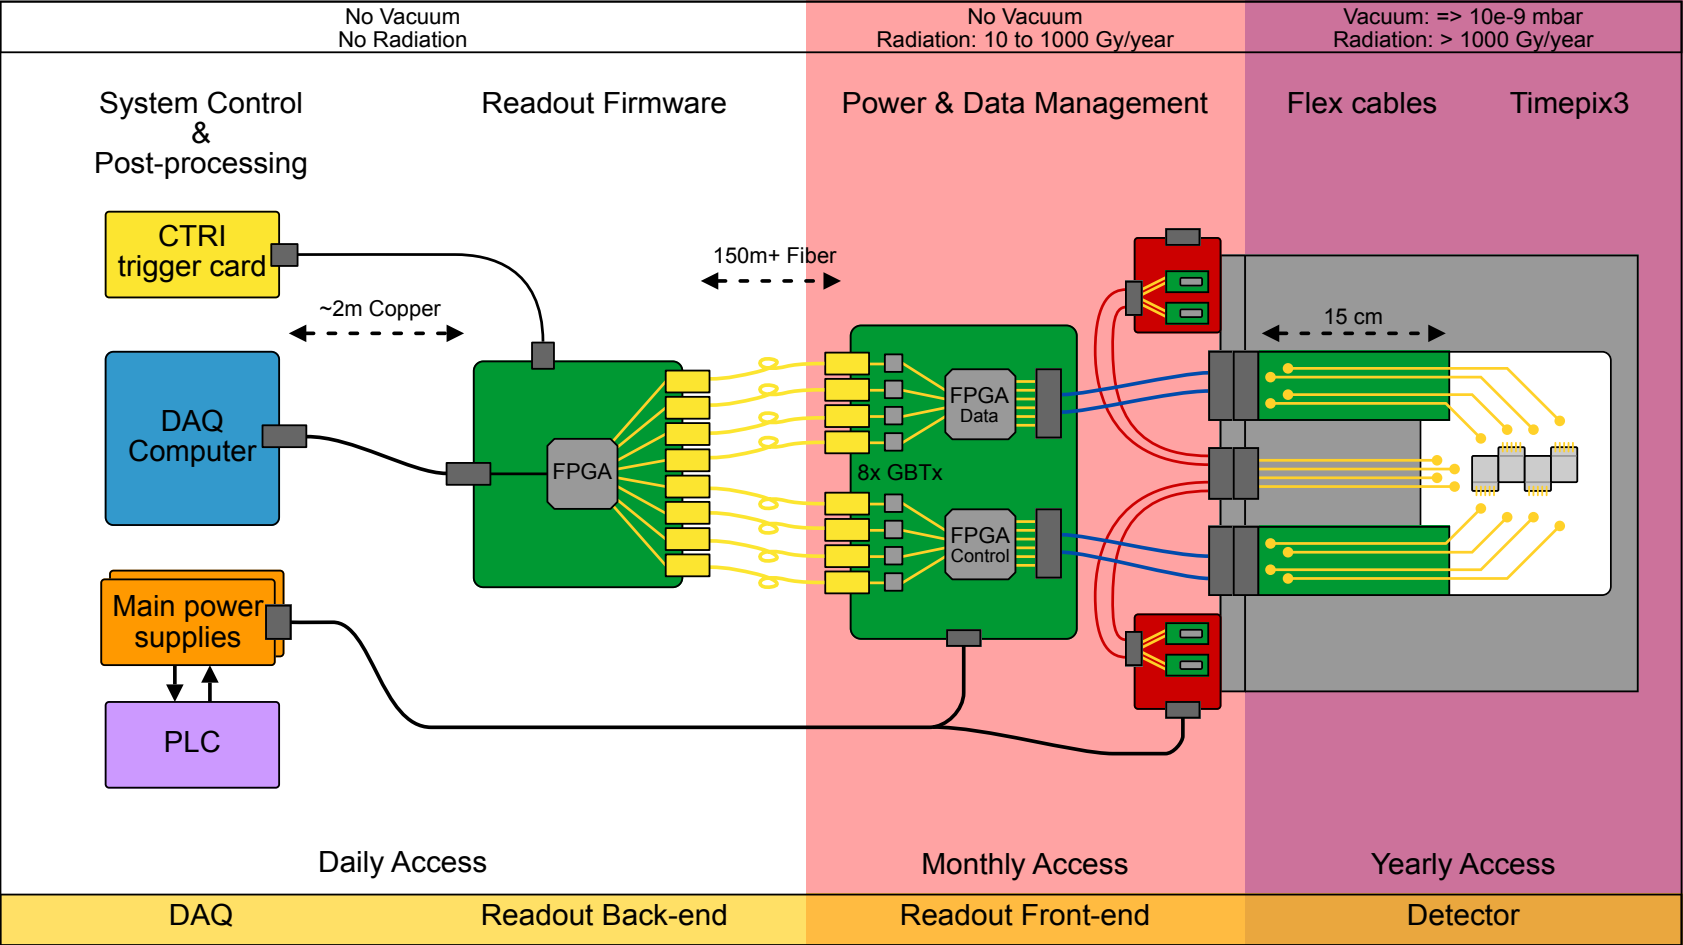 No Vacuum
No Radiation
No Vacuum
Radiation: 10 to 1000 Gy/year
Vacuum: => 10e-9 mbar
Radiation: > 1000 Gy/year
System Control
&
Post-processing
Readout Firmware
Power & Data Management
Flex cables
Timepix3
CTRI
trigger card
150m+ Fiber
~2m Copper
15 cm
DAQ
Computer
FPGA
FPGA
Data
8x GBTx
FPGA
Control
Main power
supplies
PLC
Daily Access
Monthly Access
Yearly Access
DAQ
Readout Back-end
Readout Front-end
Detector